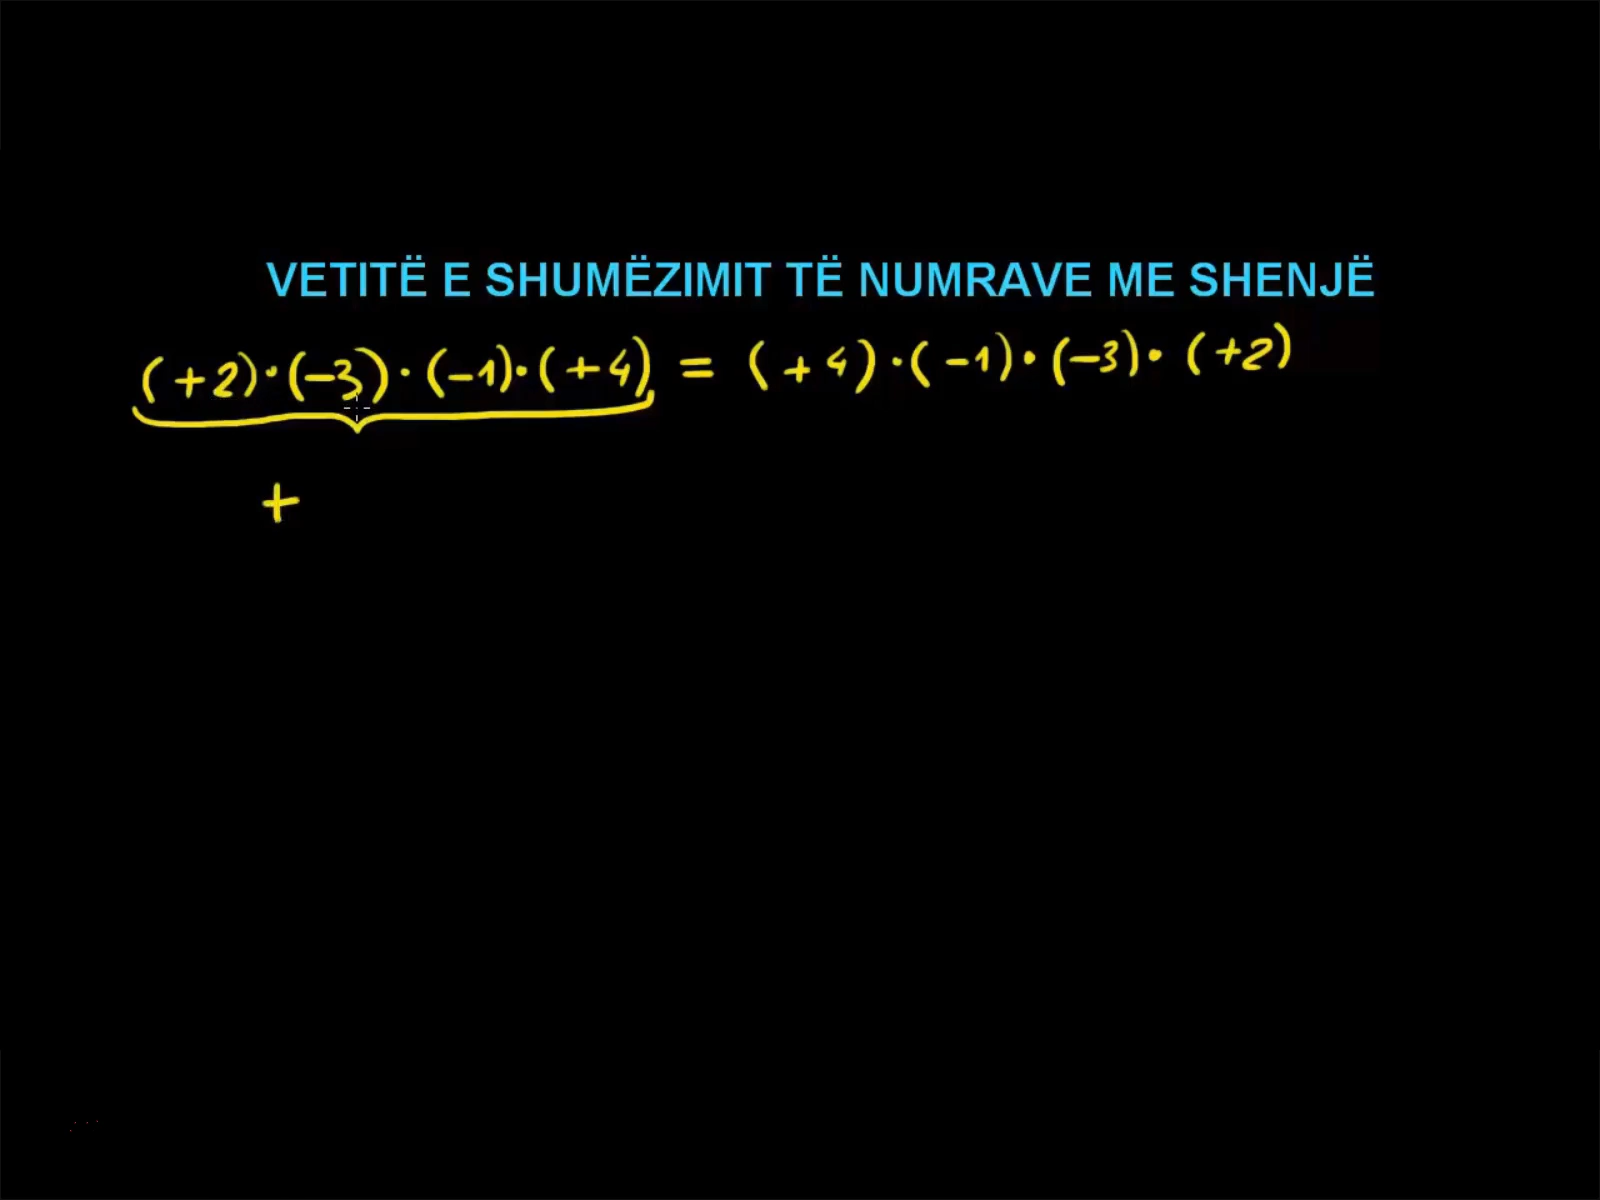 VETITË E SHUMËZIMIT TË NUMRAVE ME SHENJË
(+2)·(-3)·(-1)·(+4) = (+4)·(-1)·(-3)·(+2)
+